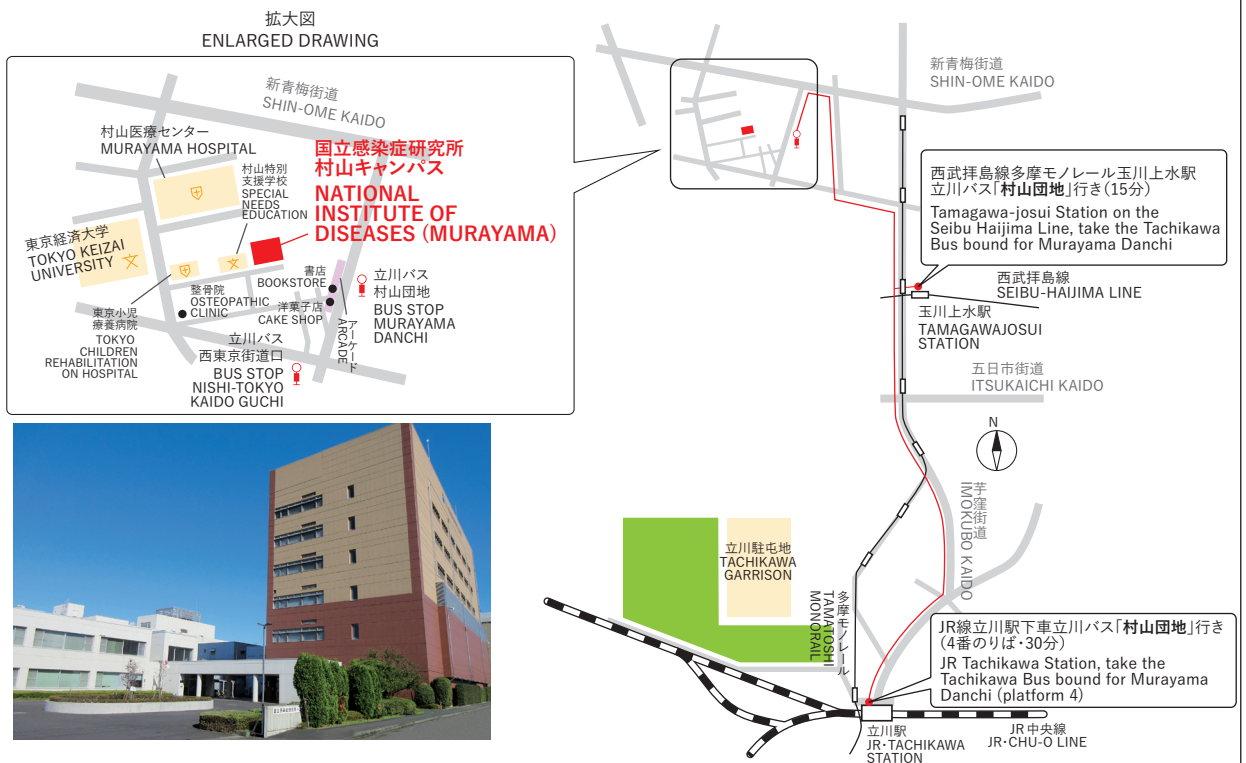 拡大図
ENLARGED DRAWING
新青梅街道
SHIN-OME KAIDO
村山医療センター
MURAYAMA HOSPITAL
国立感染症研究所
村山キャンパス
NATIONAL
INSTITUTE OF
DISEASES (MURAYAMA)
村山特別
支援学校
SPECIAL
NEEDS
EDUCATION
東京経済大学
TOKYO KEIZAI
UNIVERSITY
東京小児
療養病院
TOKYO
CHILDREN
REHABILITATION
ON HOSPITAL
整骨院
OSTEOPATHIC
CLINIC
書店
BOOKSTORE
洋菓子店
CAKE SHOP
アーケード
ARCADE
立川バス
村山団地
BUS STOP
MURAYAMA
DANCHI
立川バス
西東京街道口
BUS STOP
NISHI-TOKYO
KAIDO GUCHI
新青梅街道
SHIN-OME KAIDO
西武拝島線多摩モノレール玉川上水駅
立川バス「村山団地」行き(15分)
Tamagawa-josui Station on the
Seibu Haijima Line, take the Tachikawa
Bus bound for Murayama Danchi
西武拝島線
SEIBU-HAIJIMA LINE
玉川上水駅
TAMAGAWAJOSUI
STATION
五日市街道
ITSUKAICHI KAIDO
N
芋窪街道
IMOKUBO KAIDO
立川駐屯地
TACHIKAWA
GARRISON
多摩モノレール
TAMATOSHI
MONORAIL
JR線立川駅下車立川バス「村山団地」行き
(4番のりば・30分)
JR Tachikawa Station, take the
Tachikawa Bus bound for Murayama
Danchi (platform 4)
立川駅
JR・TACHIKAWA
STATION
JR中央線
JR・CHU-O LINE